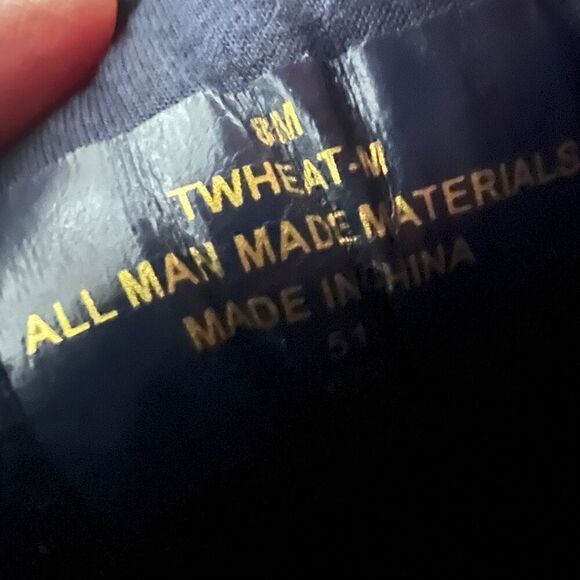 8M
TWHEAT-M
ALL MAN MADE MATERIALS
MADE IN CHINA
51